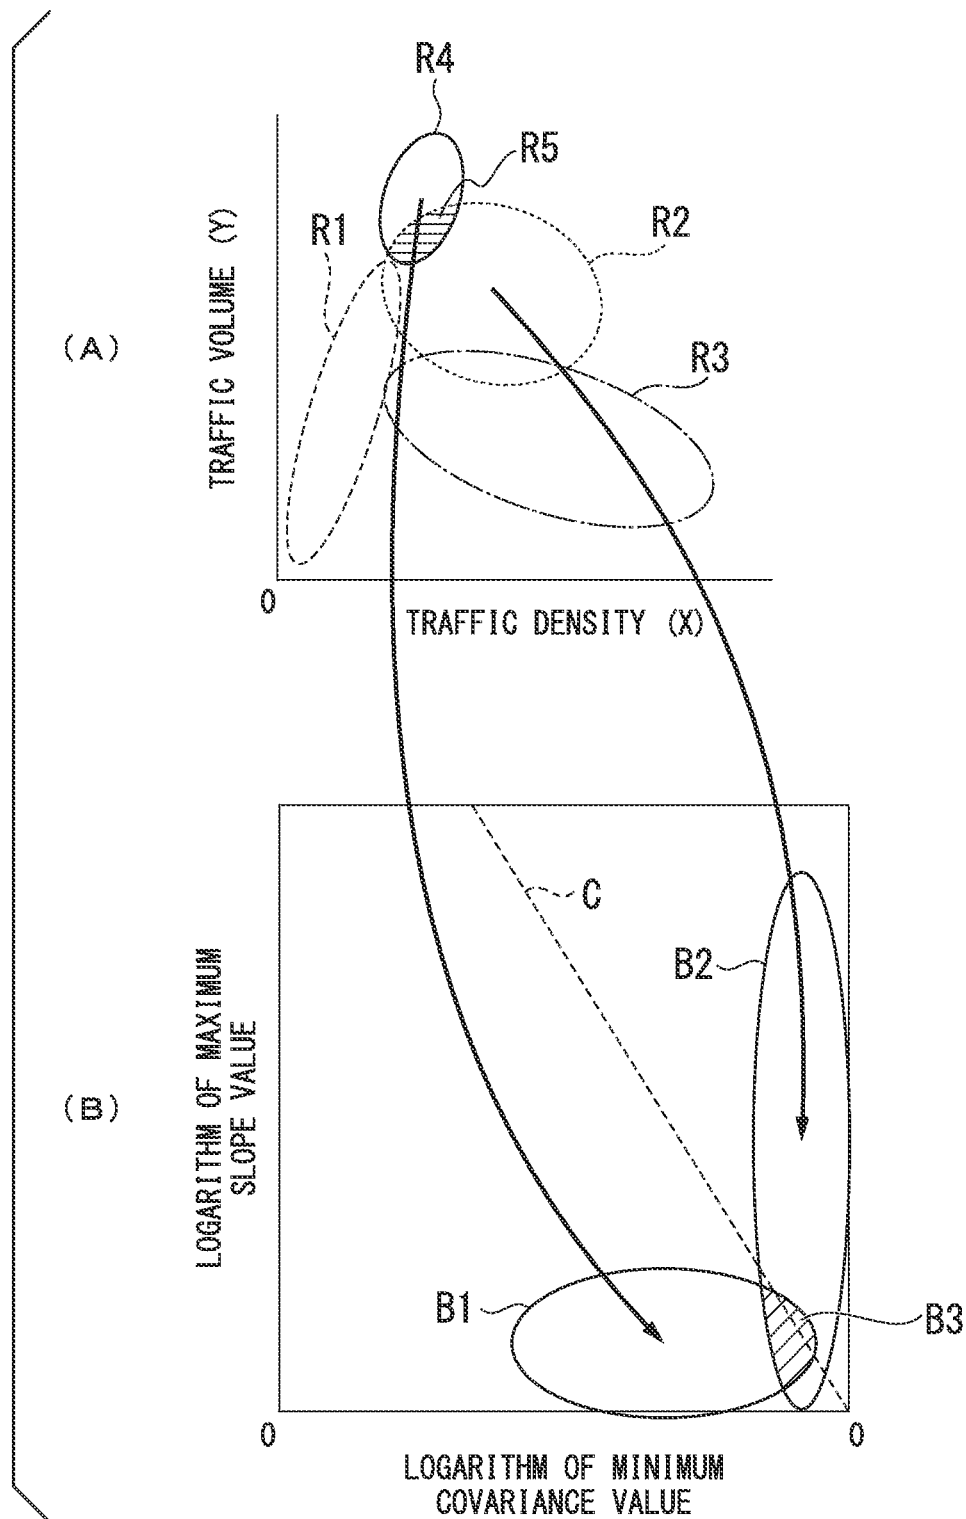 R4
R5
R1
R2
R3
(A)
TRAFFIC VOLUME (Y)
0
TRAFFIC DENSITY (X)
C
B2
(B)
LOGARITHM OF MAXIMUM
SLOPE VALUE
B1
B3
0
0
LOGARITHM OF MINIMUM
COVARIANCE VALUE